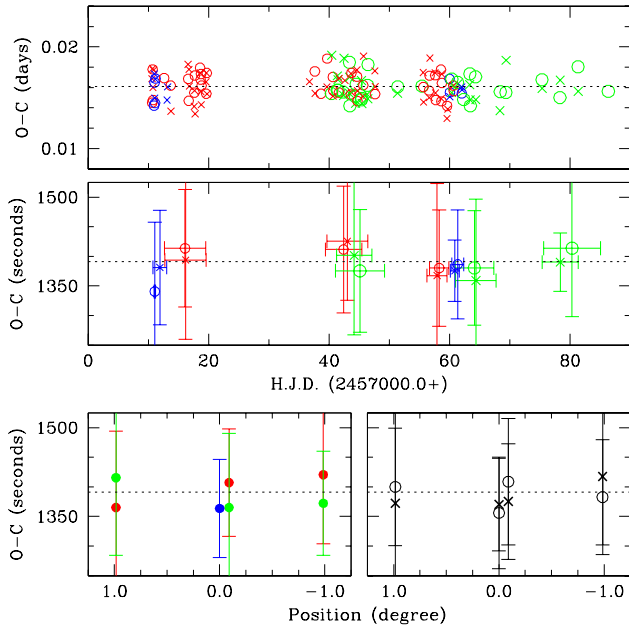 0.02
0.01
O-C (days)
1500
1350
O-C (seconds)
0 20 40 60 80
H.J.D. (2457000.0+)
1500
1350
O-C (seconds)
1.0 0.0 -1.0 1.0 0.0 -1.0
Position (degree)